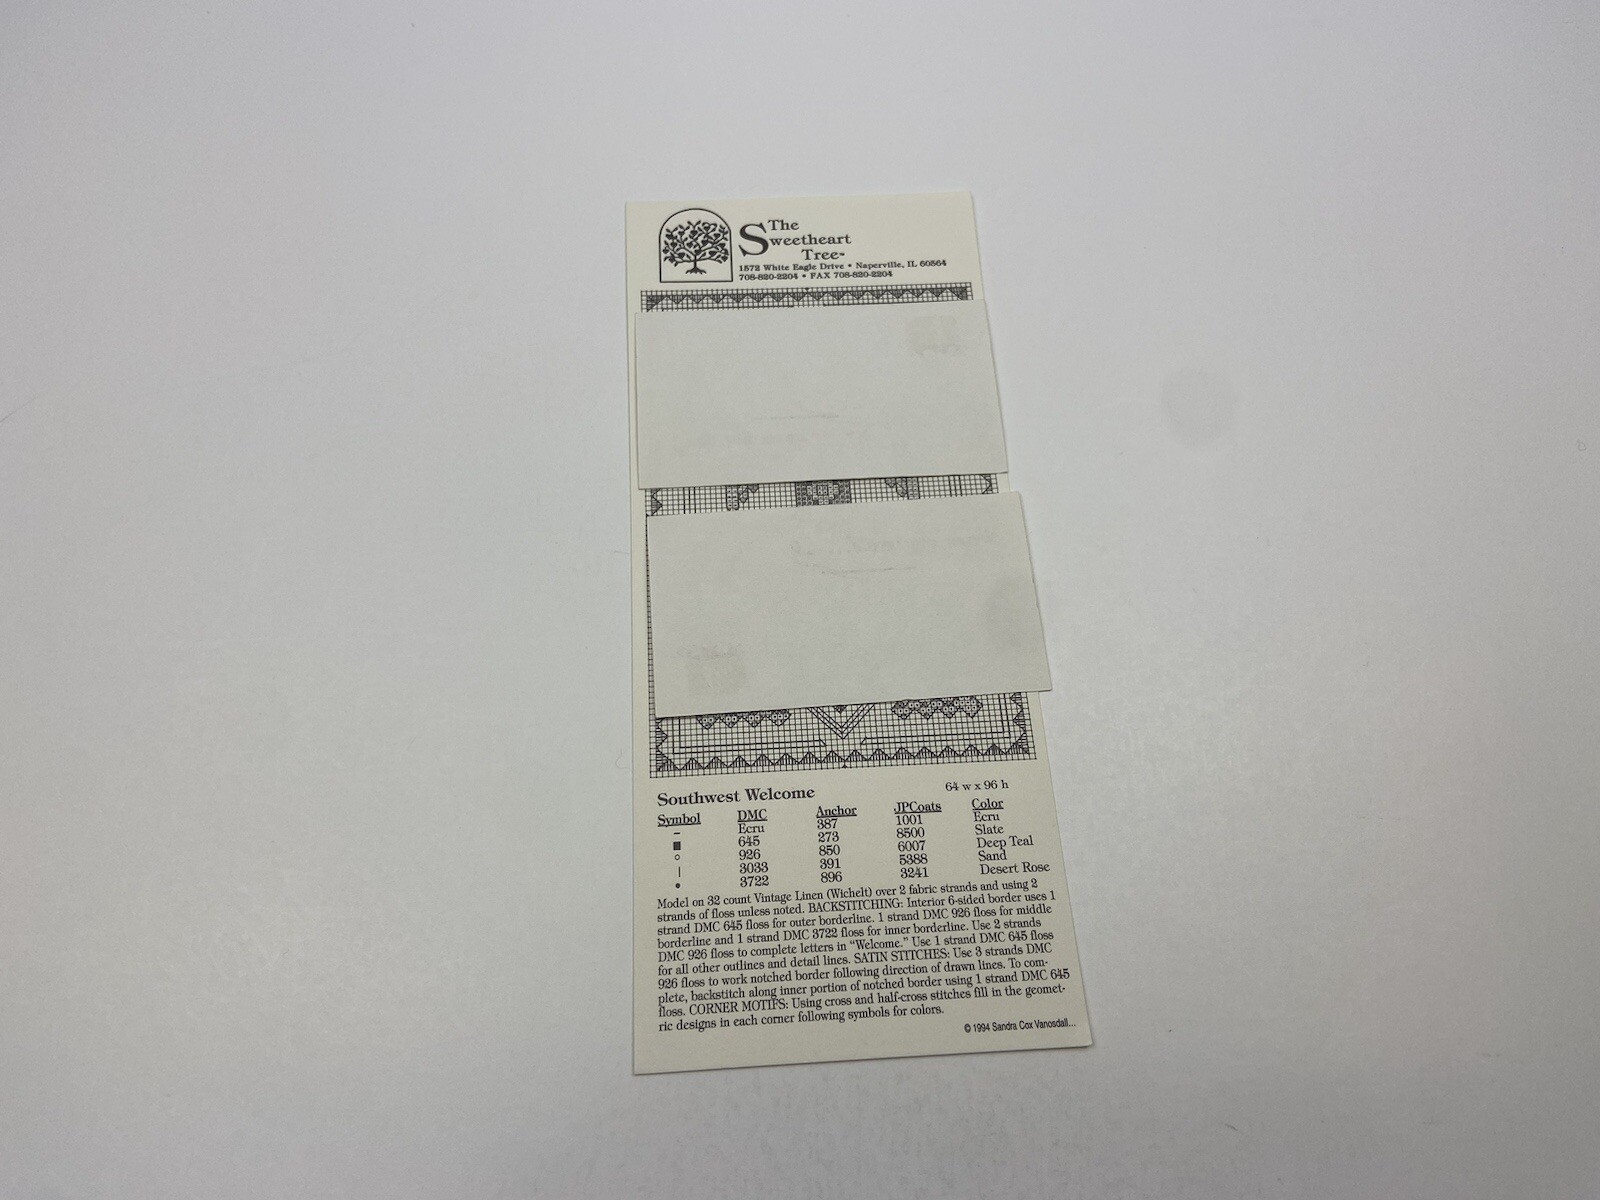 The
Sweetheart
Tree™
1572 White Eagle Drive • Naperville, IL 60564
708-820-2204 • FAX 708-820-2204
Southwest Welcome 64 w x 96 h
Symbol DMC Anchor JPCoats Color
– Ecru 387 1001 Ecru
■ 645 273 8500 Slate
○ 926 850 6007 Deep Teal
| 3033 391 5388 Sand
• 3722 896 3241 Desert Rose
Model on 32 count Vintage Linen (Wichelt) over 2 fabric strands and using 2
strands of floss unless noted. BACKSTITCHING: Interior 6-sided border uses 1
strand DMC 645 floss for outer borderline. 1 strand DMC 926 floss for middle
borderline and 1 strand DMC 3722 floss for inner borderline. Use 2 strands
DMC 926 floss to complete letters in “Welcome.” Use 1 strand DMC 645 floss
for all other outlines and detail lines. SATIN STITCHES: Use 3 strands DMC
926 floss to work notched border following direction of drawn lines. To com-
plete, backstitch along inner portion of notched border using 1 strand DMC 645
floss. CORNER MOTIFS: Using cross and half-cross stitches fill in the geomet-
ric designs in each corner following symbols for colors.
© 1994 Sandra Cox Vanosdall...